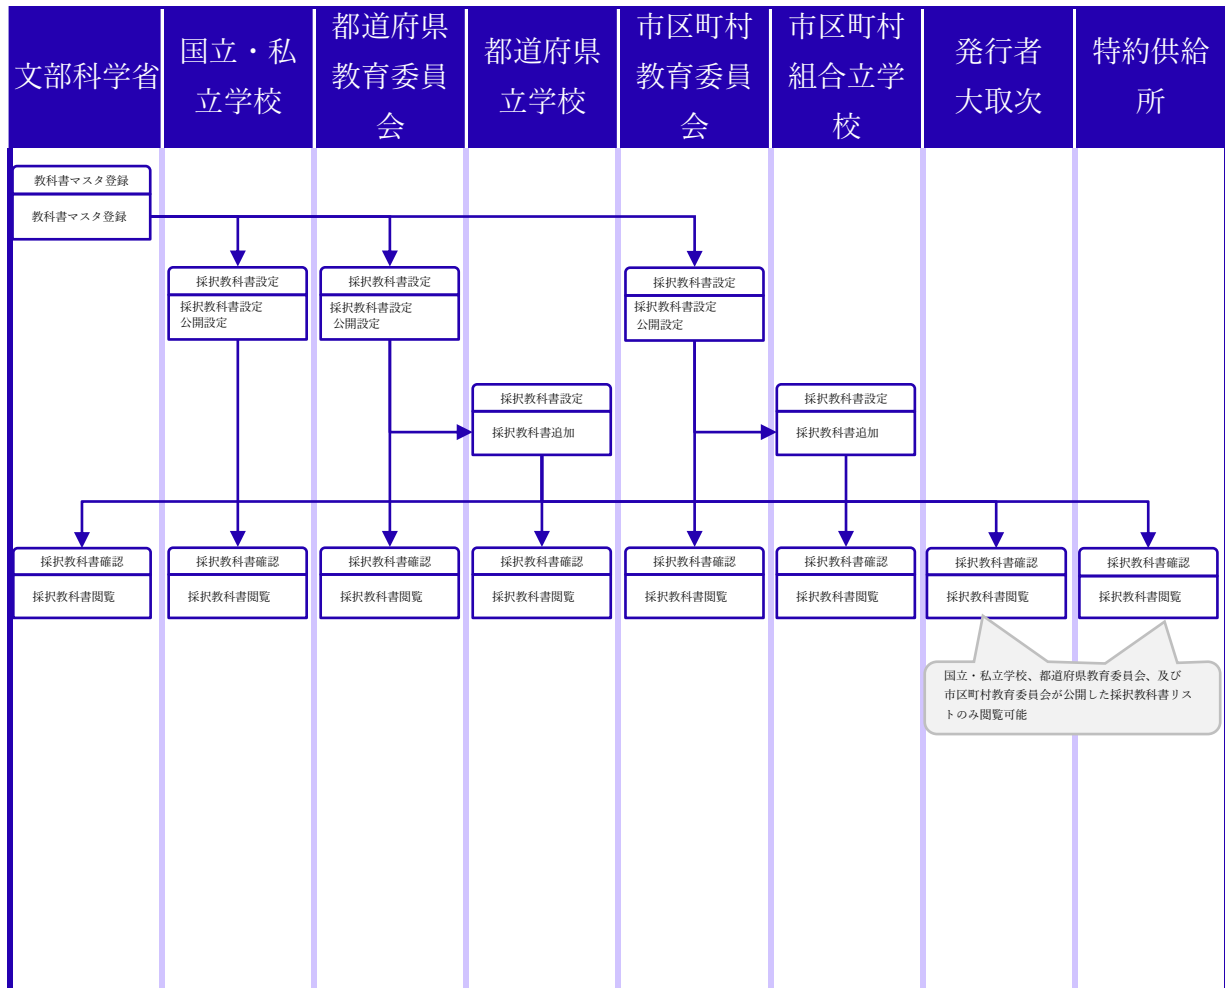 文部科学省
国立・私
立学校
都道府県
教育委員
会
都道府県
立学校
市区町村
教育委員
会
市区町村
組合立学
校
発行者
大取次
特約供給
所
教科書マスタ登録
教科書マスタ登録
採択教科書設定
採択教科書設定
公開設定
採択教科書設定
採択教科書設定
公開設定
採択教科書設定
採択教科書設定
公開設定
採択教科書設定
採択教科書追加
採択教科書設定
採択教科書追加
採択教科書確認
採択教科書閲覧
採択教科書確認
採択教科書閲覧
採択教科書確認
採択教科書閲覧
採択教科書確認
採択教科書閲覧
採択教科書確認
採択教科書閲覧
採択教科書確認
採択教科書閲覧
採択教科書確認
採択教科書閲覧
採択教科書確認
採択教科書閲覧
国立・私立学校、都道府県教育委員会、及び
市区町村教育委員会が公開した採択教科書リス
トのみ閲覧可能